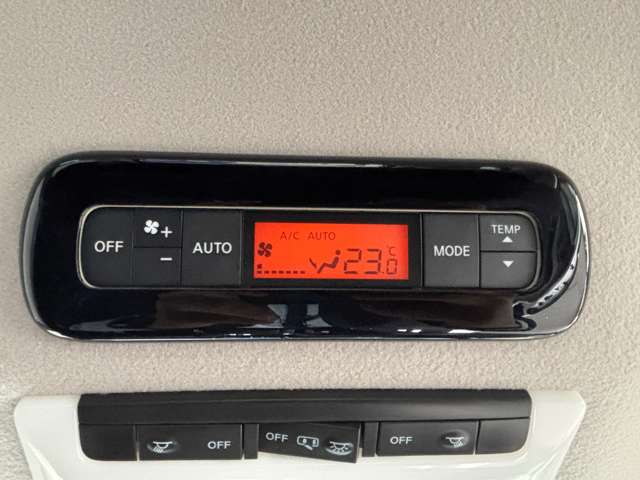 OFF
+
−
AUTO
A/C AUTO
23.0 °C
MODE
TEMP
OFF
OFF
OFF